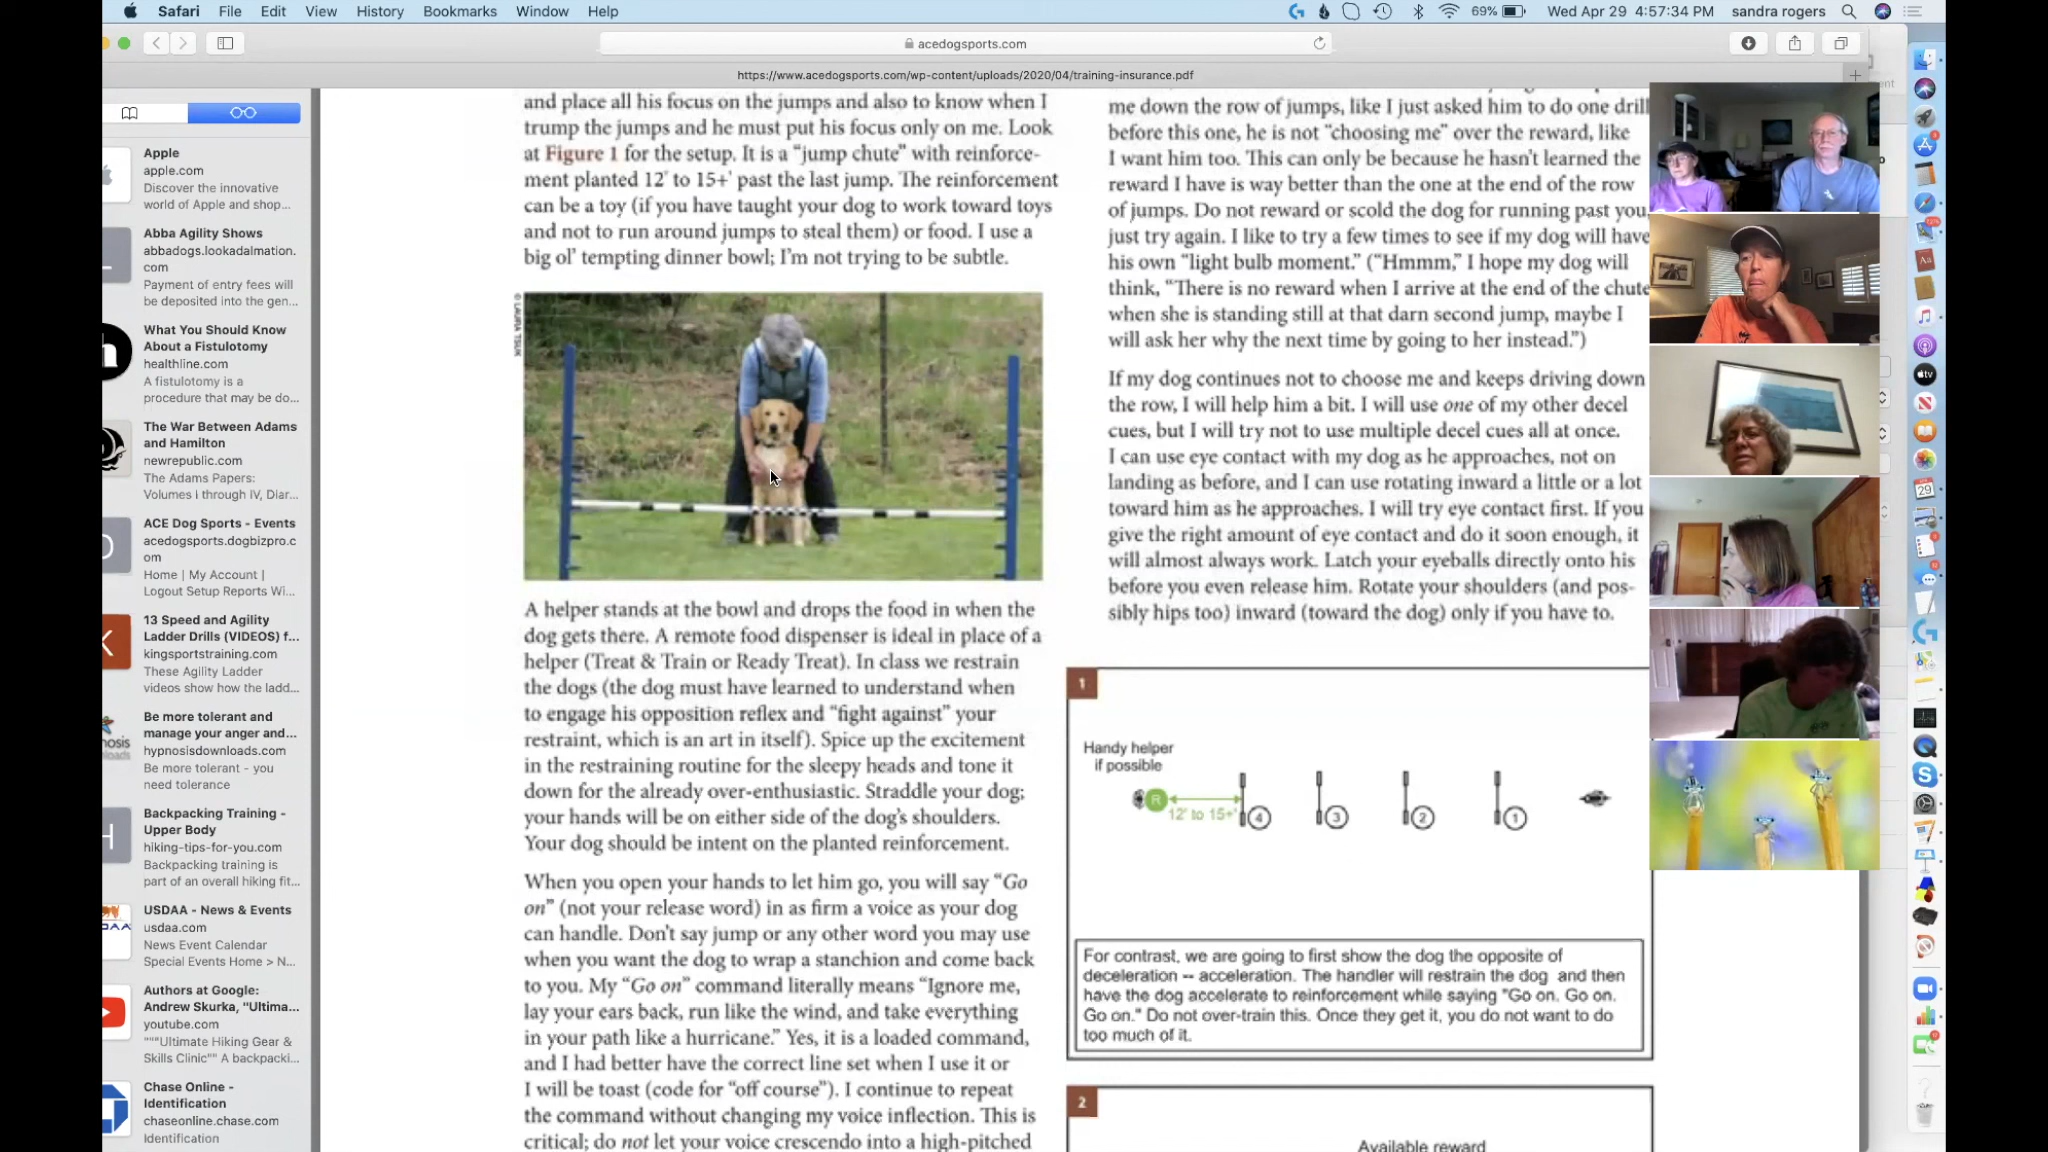 Safari File Edit View History Bookmarks Window Help
69% Wed Apr 29 4:57:34 PM sandra rogers
acedogsports.com
https://www.acedogsports.com/wp-content/uploads/2020/04/training-insurance.pdf
Apple
apple.com
Discover the innovative
world of Apple and shop...
Abba Agility Shows
abbadogs.lookadalmation.
com
Payment of entry fees will
be deposited into the gen...
What You Should Know
About a Fistulotomy
healthline.com
A fistulotomy is a
procedure that may be do...
The War Between Adams
and Hamilton
newrepublic.com
The Adams Papers:
Volumes I through IV, Diar...
ACE Dog Sports - Events
acedogsports.dogbizpro.c
om
Home | My Account |
Logout Setup Reports Wi...
13 Speed and Agility
Ladder Drills (VIDEOS) f...
kingsportstraining.com
These Agility Ladder
videos show how the ladd...
Be more tolerant and
manage your anger and...
hypnosisdownloads.com
Be more tolerant - you
need tolerance
Backpacking Training -
Upper Body
hiking-tips-for-you.com
Backpacking training is
part of an overall hiking fit...
USDAA - News & Events
usdaa.com
News Event Calendar
Special Events Home > N...
Authors at Google:
Andrew Skurka, "Ultima...
youtube.com
"""Ultimate Hiking Gear &
Skills Clinic"" A backpacki...
Chase Online -
Identification
chaseonline.chase.com
Identification
and place all his focus on the jumps and also to know when I
trump the jumps and he must put his focus only on me. Look
at Figure 1 for the setup. It is a “jump chute” with reinforce-
ment planted 12' to 15+' past the last jump. The reinforcement
can be a toy (if you have taught your dog to work toward toys
and not to run around jumps to steal them) or food. I use a
big ol’ tempting dinner bowl; I’m not trying to be subtle.
A helper stands at the bowl and drops the food in when the
dog gets there. A remote food dispenser is ideal in place of a
helper (Treat & Train or Ready Treat). In class we restrain
the dogs (the dog must have learned to understand when
to engage his opposition reflex and “fight against” your
restraint, which is an art in itself). Spice up the excitement
in the restraining routine for the sleepy heads and tone it
down for the already over-enthusiastic. Straddle your dog;
your hands will be on either side of the dog’s shoulders.
Your dog should be intent on the planted reinforcement.
When you open your hands to let him go, you will say “Go
on” (not your release word) in as firm a voice as your dog
can handle. Don’t say jump or any other word you may use
when you want the dog to wrap a stanchion and come back
to you. My “Go on” command literally means “Ignore me,
lay your ears back, run like the wind, and take everything
in your path like a hurricane.” Yes, it is a loaded command,
and I had better have the correct line set when I use it or
I will be toast (code for “off course”). I continue to repeat
the command without changing my voice inflection. This is
critical; do not let your voice crescendo into a high-pitched
me down the row of jumps, like I just asked him to do one drill
before this one, he is not “choosing me” over the reward, like
I want him too. This can only be because he hasn’t learned the
reward I have is way better than the one at the end of the row
of jumps. Do not reward or scold the dog for running past you,
just try again. I like to try a few times to see if my dog will have
his own “light bulb moment.” (“Hmmm,” I hope my dog will
think, “There is no reward when I arrive at the end of the chute
when she is standing still at that darn second jump, maybe I
will ask her why the next time by going to her instead.”)
If my dog continues not to choose me and keeps driving down
the row, I will help him a bit. I will use one of my other decel
cues, but I will try not to use multiple decel cues all at once.
I can use eye contact with my dog as he approaches, not on
landing as before, and I can use rotating inward a little or a lot
toward him as he approaches. I will try eye contact first. If you
give the right amount of eye contact and do it soon enough, it
will almost always work. Latch your eyeballs directly onto his
before you even release him. Rotate your shoulders (and pos-
sibly hips too) inward (toward the dog) only if you have to.
1
Handy helper
if possible
R 12' to 15+' 4 3 2 1
For contrast, we are going to first show the dog the opposite of
deceleration -- acceleration. The handler will restrain the dog and then
have the dog accelerate to reinforcement while saying "Go on. Go on.
Go on." Do not over-train this. Once they get it, you do not want to do
too much of it.
2
Available reward